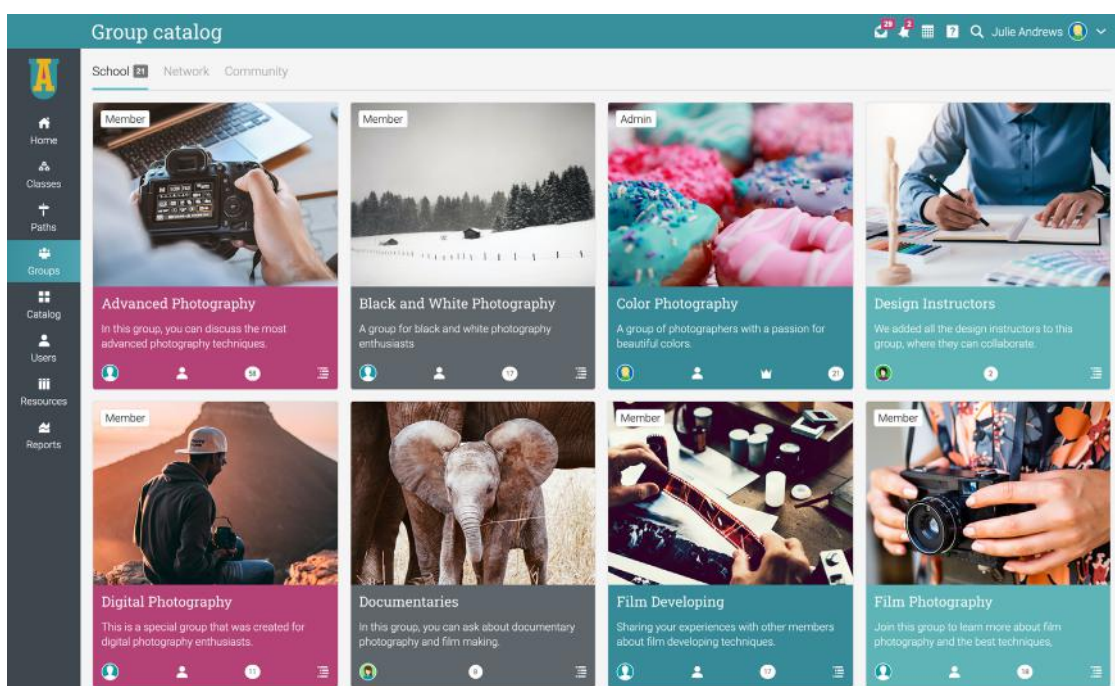 Group catalog
29
2
?
Julie Andrews
School 21
Network
Community
A
Home
Classes
Paths
Groups
Catalog
Users
Resources
Reports
Member
Advanced Photography
In this group, you can discuss the most
advanced photography techniques.
58
Member
Black and White Photography
A group for black and white photography
enthusiasts
17
Admin
Color Photography
A group of photographers with a passion for
beautiful colors.
21
Design Instructors
We added all the design instructors to this
group, where they can collaborate.
2
Member
Digital Photography
This is a special group that was created for
digital photography enthusiasts.
11
Documentaries
In this group, you can ask about documentary
photography and film making.
Member
Film Developing
Sharing your experiences with other members
about film developing techniques.
17
Member
Film Photography
Join this group to learn more about film
photography and the best techniques,
18